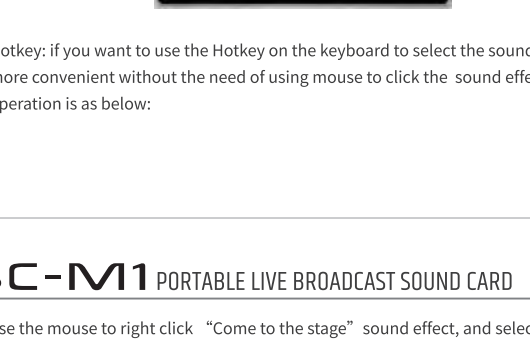 otkey: if you want to use the Hotkey on the keyboard to select the sound
more convenient without the need of using mouse to click the sound effe
peration is as below:
C-M1 PORTABLE LIVE BROADCAST SOUND CARD
se the mouse to right click “Come to the stage” sound effect, and selec